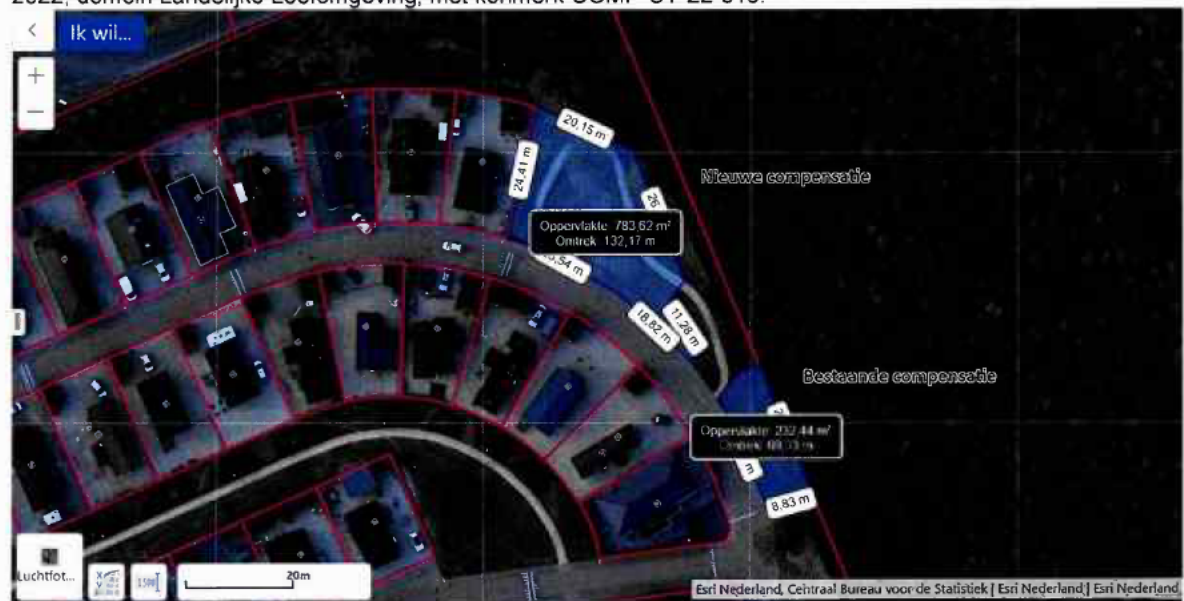 Ik wil...
20,15 m
24,41 m
Nieuwe compensatie
26
Oppervlakte: 783,62 m²
Omtrek: 132,17 m
18,82 m
11,28 m
Bestaande compensatie
Oppervlakte: 232,44 m²
8,83 m
Luchtfot...
20m
Esri Nederland, Centraal Bureau voor de Statistiek | Esri Nederland | Esri Nederland